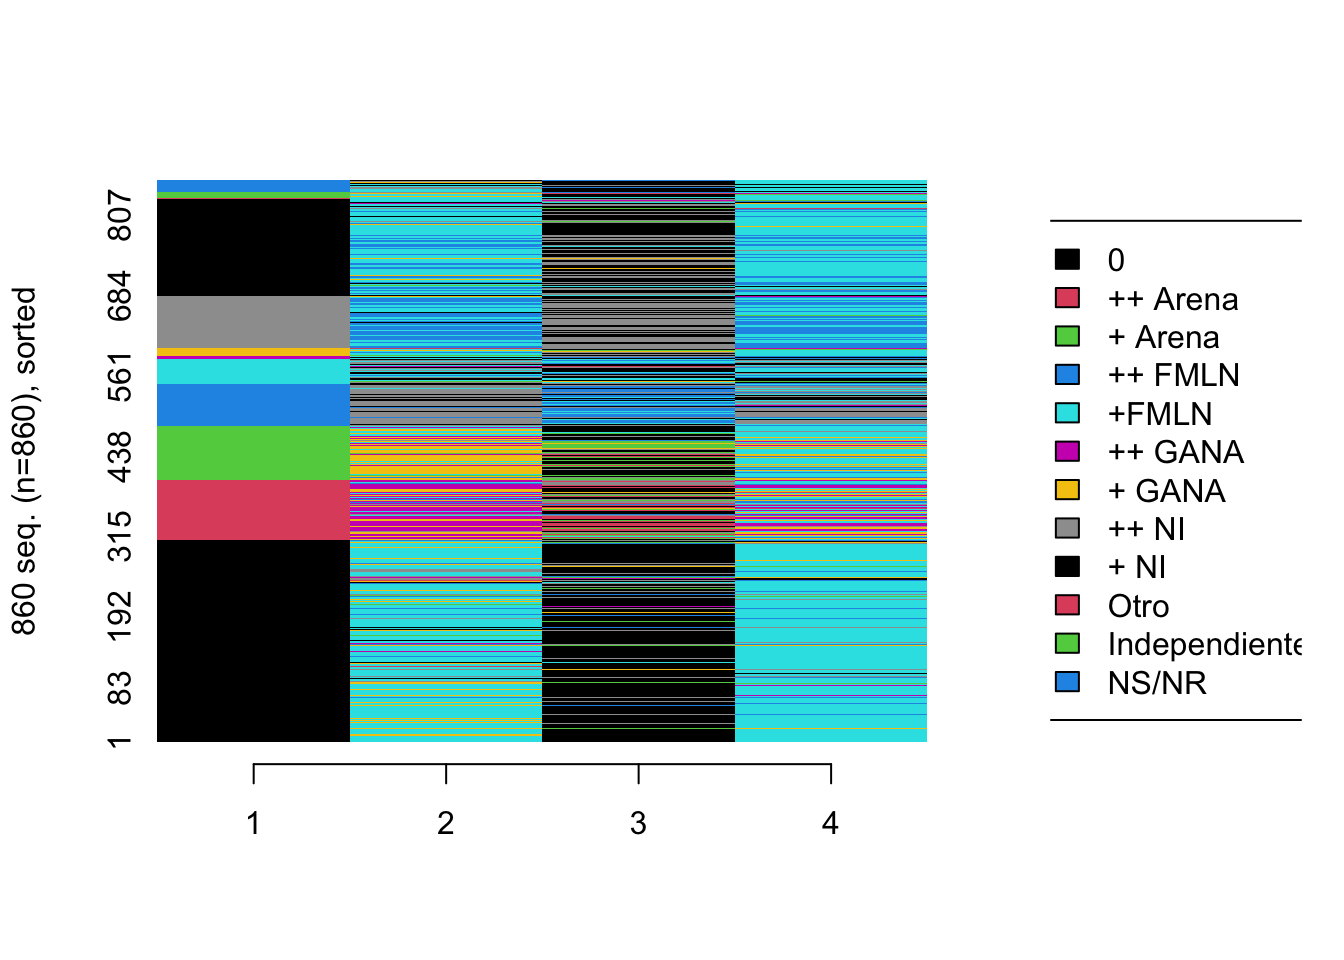 860 seq. (n=860), sorted
807
684
561
438
315
192
83
1
1 2 3 4
0
++ Arena
+ Arena
++ FMLN
+FMLN
++ GANA
+ GANA
++ NI
+ NI
Otro
Independiente
NS/NR